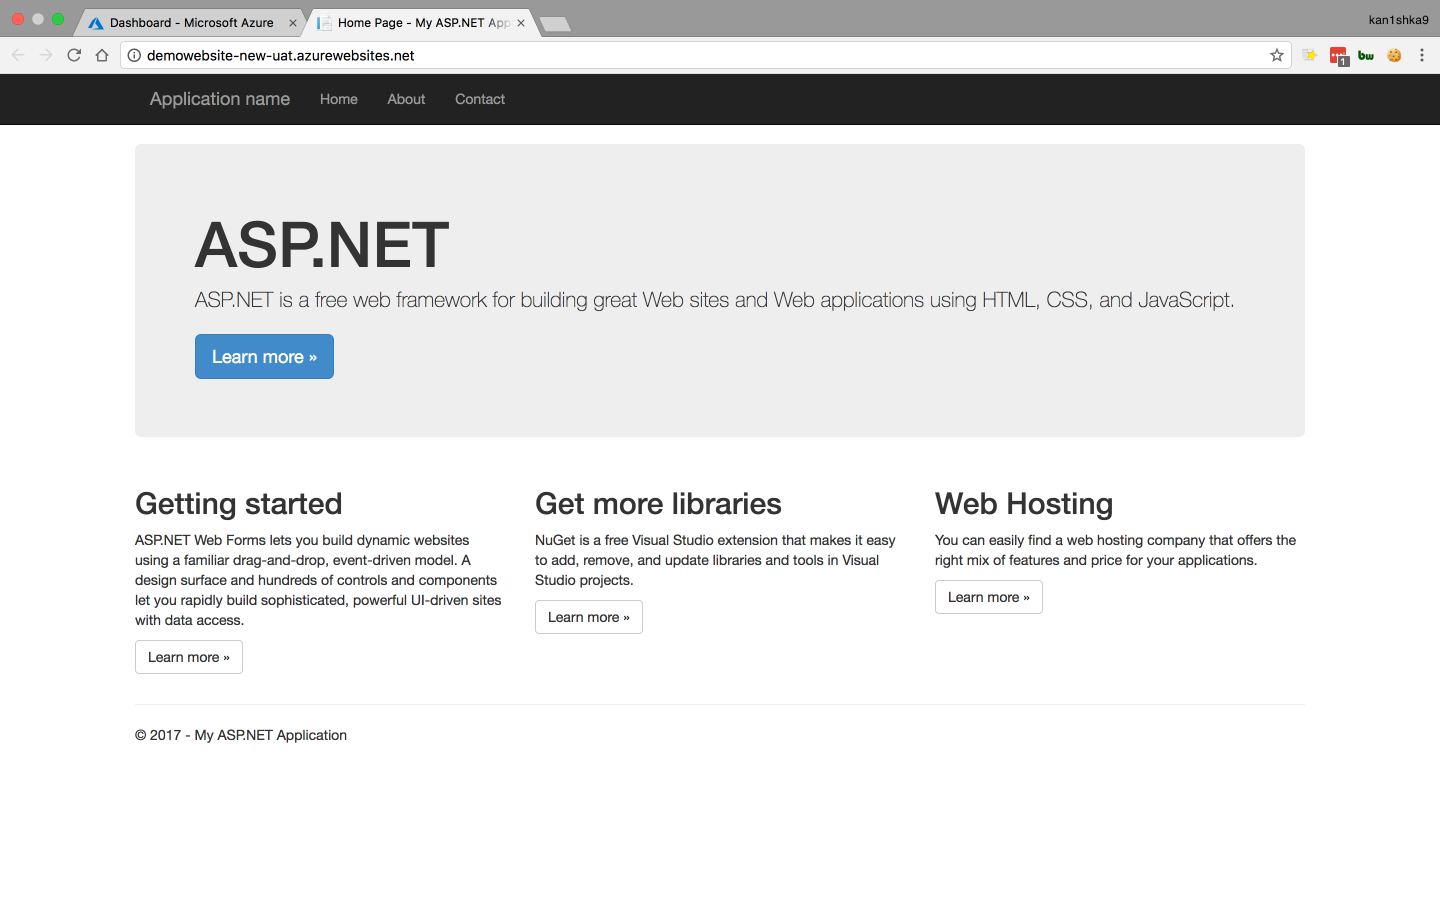 Dashboard - Microsoft Azure
Home Page - My ASP.NET App
kan1shka9
demowebsite-new-uat.azurewebsites.net
1
bw
Application name
Home
About
Contact
ASP.NET
ASP.NET is a free web framework for building great Web sites and Web applications using HTML, CSS, and JavaScript.
Learn more »
Getting started
ASP.NET Web Forms lets you build dynamic websites
using a familiar drag-and-drop, event-driven model. A
design surface and hundreds of controls and components
let you rapidly build sophisticated, powerful UI-driven sites
with data access.
Learn more »
Get more libraries
NuGet is a free Visual Studio extension that makes it easy
to add, remove, and update libraries and tools in Visual
Studio projects.
Learn more »
Web Hosting
You can easily find a web hosting company that offers the
right mix of features and price for your applications.
Learn more »
© 2017 - My ASP.NET Application